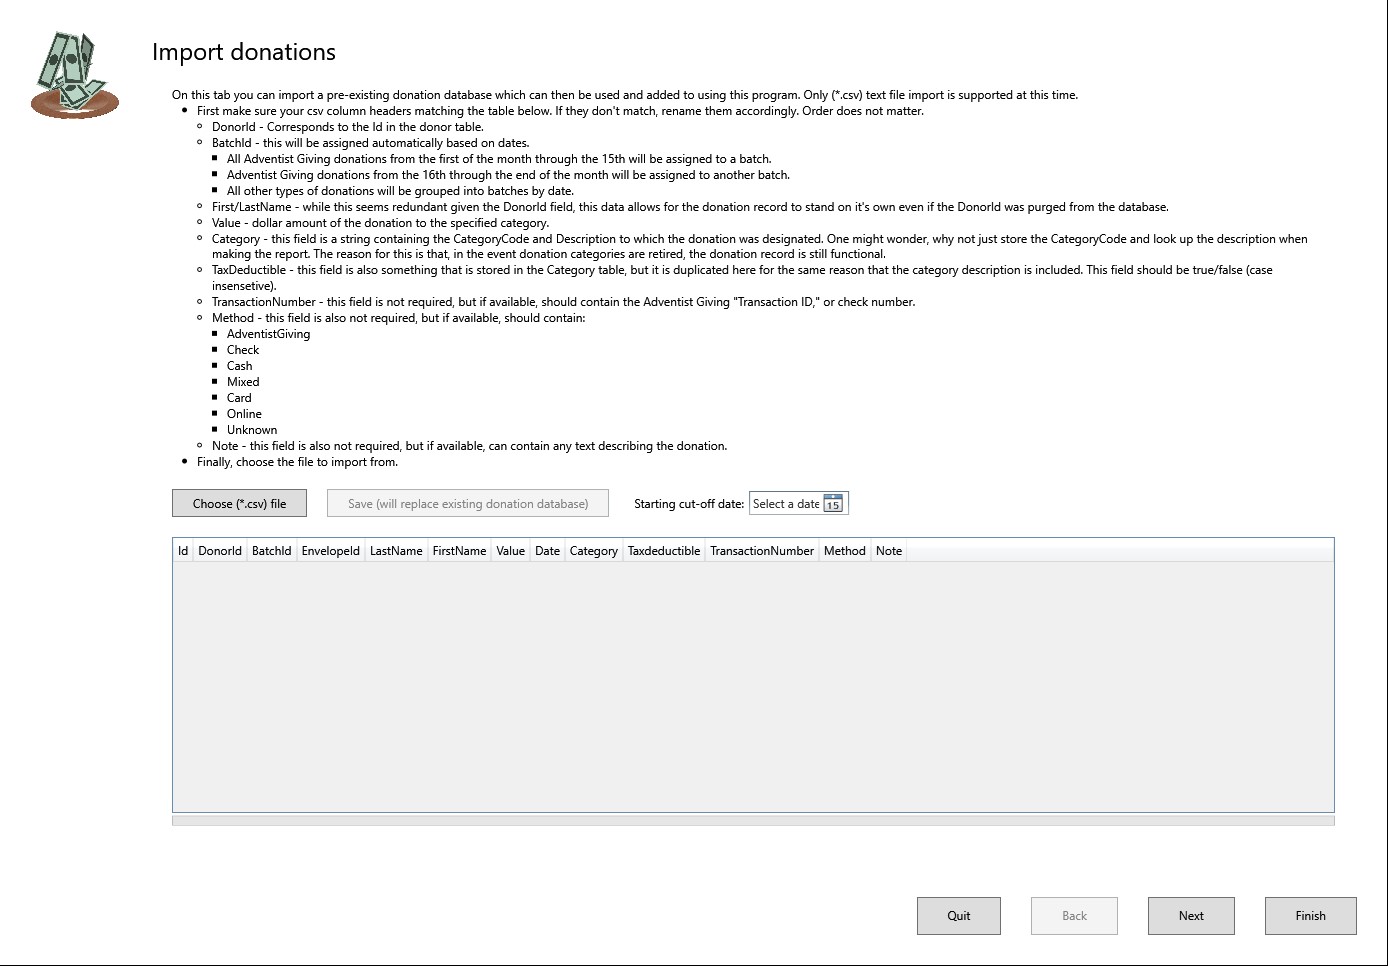 Import donations
On this tab you can import a pre-existing donation database which can then be used and added to using this program. Only (*.csv) text file import is supported at this time.
First make sure your csv column headers matching the table below. If they don't match, rename them accordingly. Order does not matter.
DonorId - Corresponds to the Id in the donor table.
BatchId - this will be assigned automatically based on dates.
All Adventist Giving donations from the first of the month through the 15th will be assigned to a batch.
Adventist Giving donations from the 16th through the end of the month will be assigned to another batch.
All other types of donations will be grouped into batches by date.
First/LastName - while this seems redundant given the DonorId field, this data allows for the donation record to stand on it's own even if the DonorId was purged from the database.
Value - dollar amount of the donation to the specified category.
Category - this field is a string containing the CategoryCode and Description to which the donation was designated. One might wonder, why not just store the CategoryCode and look up the description when
making the report. The reason for this is that, in the event donation categories are retired, the donation record is still functional.
TaxDeductible - this field is also something that is stored in the Category table, but it is duplicated here for the same reason that the category description is included. This field should be true/false (case
insensetive).
TransactionNumber - this field is not required, but if available, should contain the Adventist Giving "Transaction ID," or check number.
Method - this field is also not required, but if available, should contain:
AdventistGiving
Check
Cash
Mixed
Card
Online
Unknown
Note - this field is also not required, but if available, can contain any text describing the donation.
Finally, choose the file to import from.
Choose (*.csv) file Save (will replace existing donation database) Starting cut-off date: Select a date 15
Id DonorId BatchId EnvelopeId LastName FirstName Value Date Category Taxdeductible TransactionNumber Method Note
Quit Back Next Finish